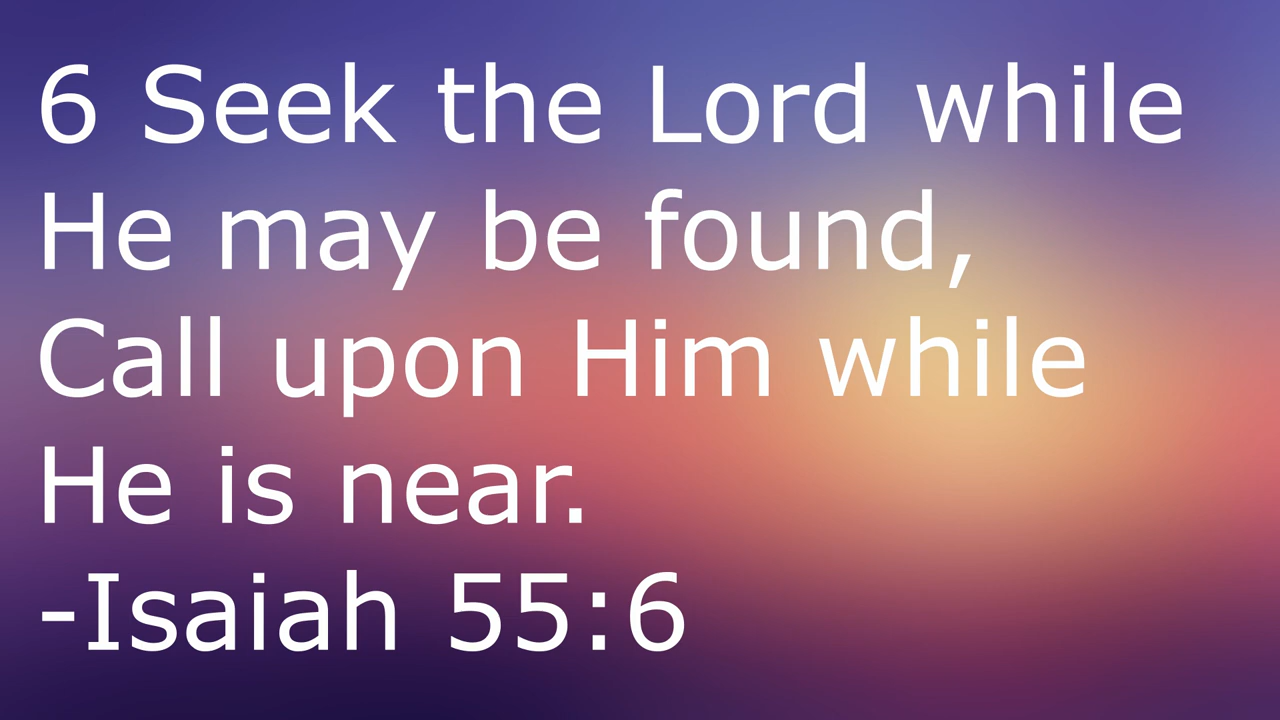 6 Seek the Lord while
He may be found,
Call upon Him while
He is near.
-Isaiah 55:6